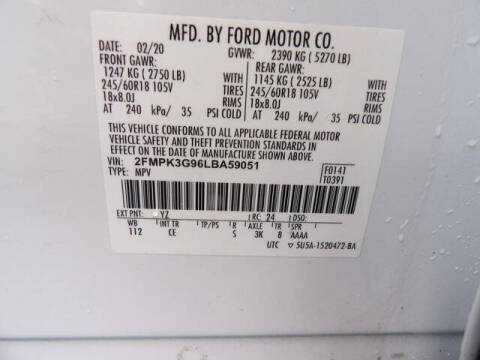 MFD. BY FORD MOTOR CO.
DATE: 02/20 GVWR: 2390 KG ( 5270 LB)
FRONT GAWR: REAR GAWR:
1247 KG ( 2750 LB) WITH 1145 KG ( 2525 LB) WITH
245/60R18 105V TIRES 245/60R18 105V TIRES
18x8.0J RIMS 18x8.0J RIMS
AT 240 kPa/ 35 PSI COLD AT 240 kPa/ 35 PSI COLD
THIS VEHICLE CONFORMS TO ALL APPLICABLE FEDERAL MOTOR
VEHICLE SAFETY, BUMPER, AND THEFT PREVENTION STANDARDS IN
EFFECT ON THE DATE OF MANUFACTURE SHOWN ABOVE.
VIN: 2FMPK3G96LBA59051 F0141
TYPE: MPV T0391
EXT PNT: YZ RC: 24 DSO:
WB INT TR TP/PS R AXLE TR SPR
112 CE S 3K 8 AAAA
UTC 5U5A-1520472-BA